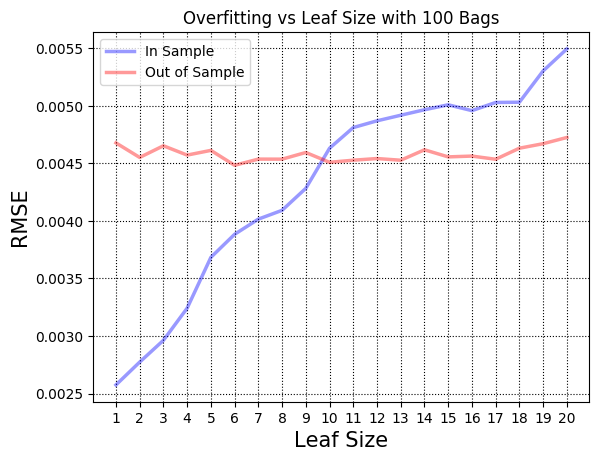 Overfitting vs Leaf Size with 100 Bags
In Sample
Out of Sample
0.0055
0.0050
0.0045
0.0040
0.0035
0.0030
0.0025
RMSE
1 2 3 4 5 6 7 8 9 10 11 12 13 14 15 16 17 18 19 20
Leaf Size